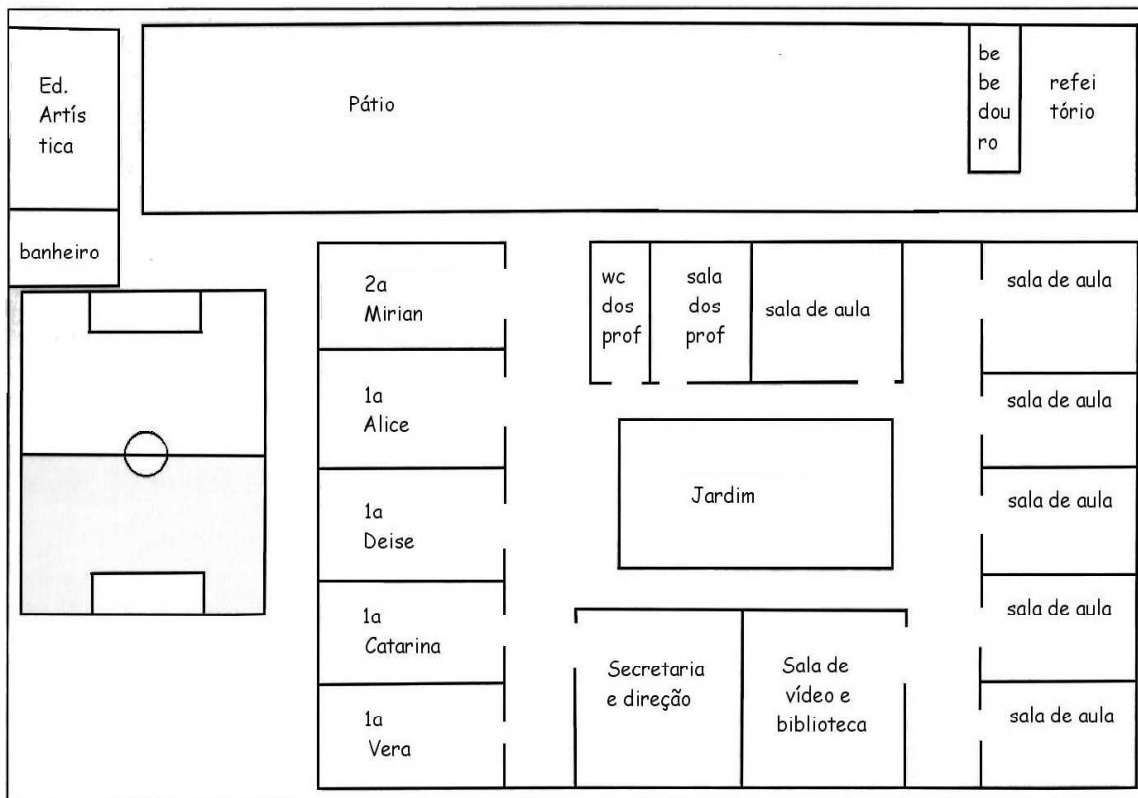 Ed.
Artís
tica
Pátio
be
be
dou
ro
refei
tório
banheiro
2a
Mirian
wc
dos
prof
sala
dos
prof
sala de aula
sala de aula
1a
Alice
sala de aula
1a
Deise
Jardim
sala de aula
1a
Catarina
Secretaria
e direção
Sala de
vídeo e
biblioteca
sala de aula
1a
Vera
sala de aula